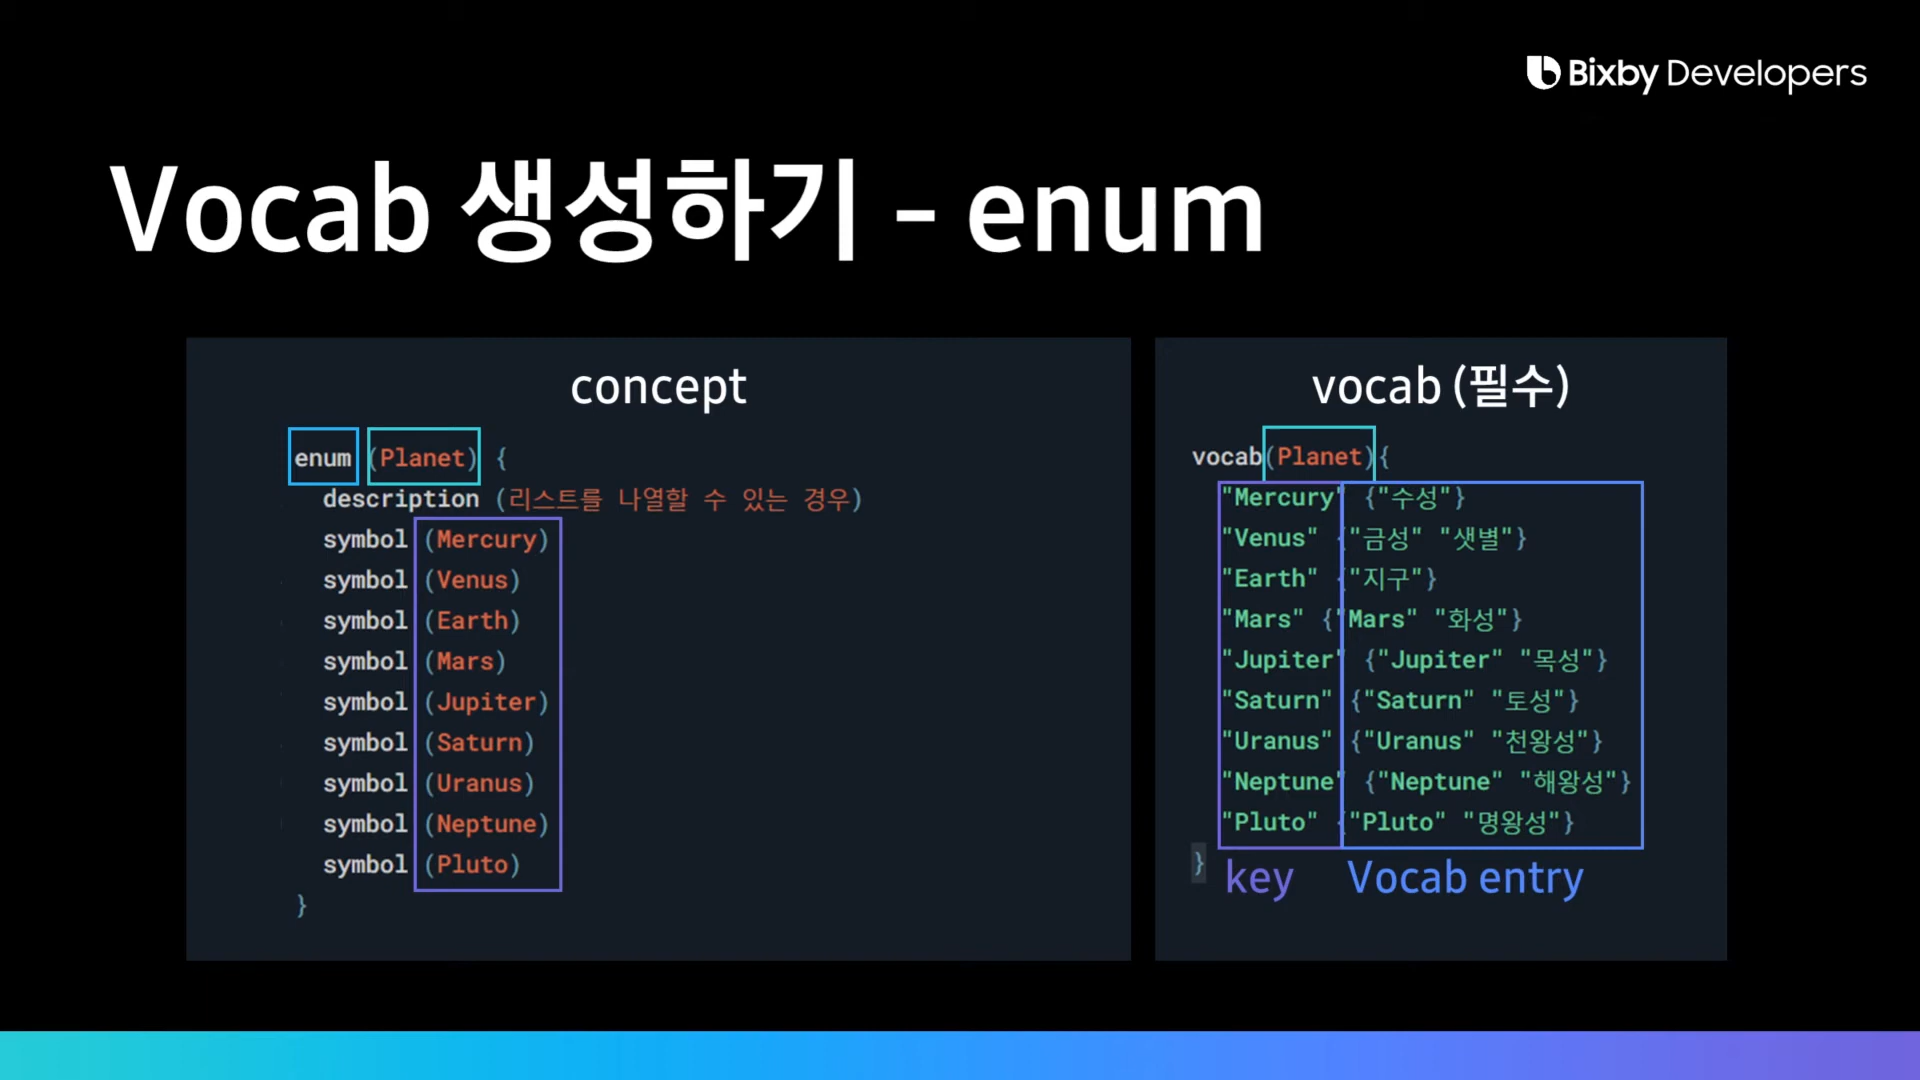 Bixby Developers
Vocab 생성하기 - enum
concept
enum (Planet) {
description (리스트를 나열할 수 있는 경우)
symbol (Mercury)
symbol (Venus)
symbol (Earth)
symbol (Mars)
symbol (Jupiter)
symbol (Saturn)
symbol (Uranus)
symbol (Neptune)
symbol (Pluto)
}
vocab (필수)
vocab(Planet){
"Mercury" {"수성"}
"Venus" {"금성" "샛별"}
"Earth" {"지구"}
"Mars" {"Mars" "화성"}
"Jupiter" {"Jupiter" "목성"}
"Saturn" {"Saturn" "토성"}
"Uranus" {"Uranus" "천왕성"}
"Neptune" {"Neptune" "해왕성"}
"Pluto" {"Pluto" "명왕성"}
}
key
Vocab entry